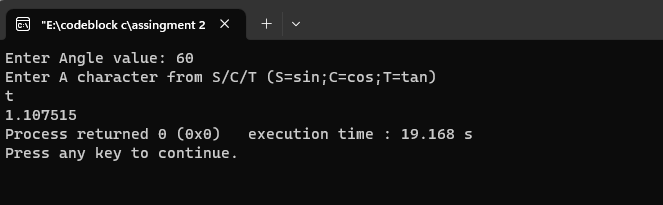 "E:\codeblock c\assingment 2
Enter Angle value: 60
Enter A character from S/C/T (S=sin;C=cos;T=tan)
t
1.107515
Process returned 0 (0x0)   execution time : 19.168 s
Press any key to continue.